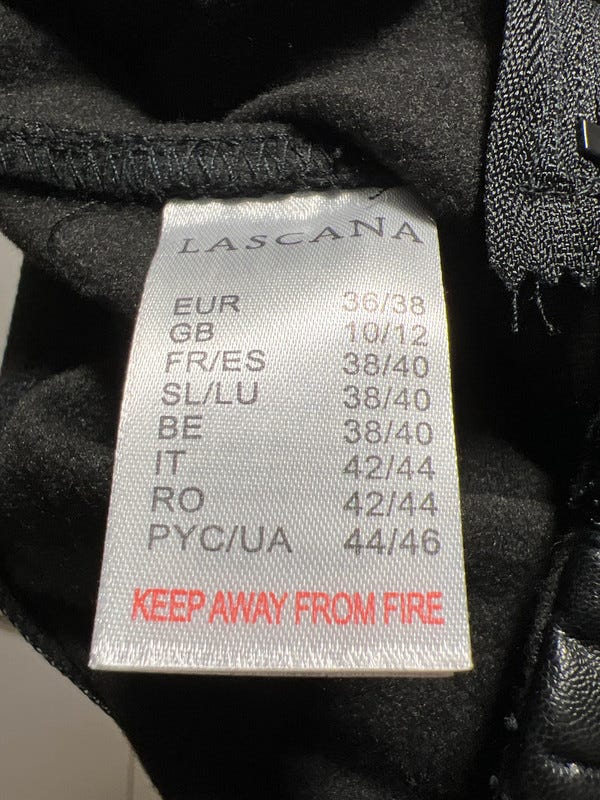 LASCANA
EUR 36/38
GB 10/12
FR/ES 38/40
SL/LU 38/40
BE 38/40
IT 42/44
RO 42/44
PYC/UA 44/46
KEEP AWAY FROM FIRE